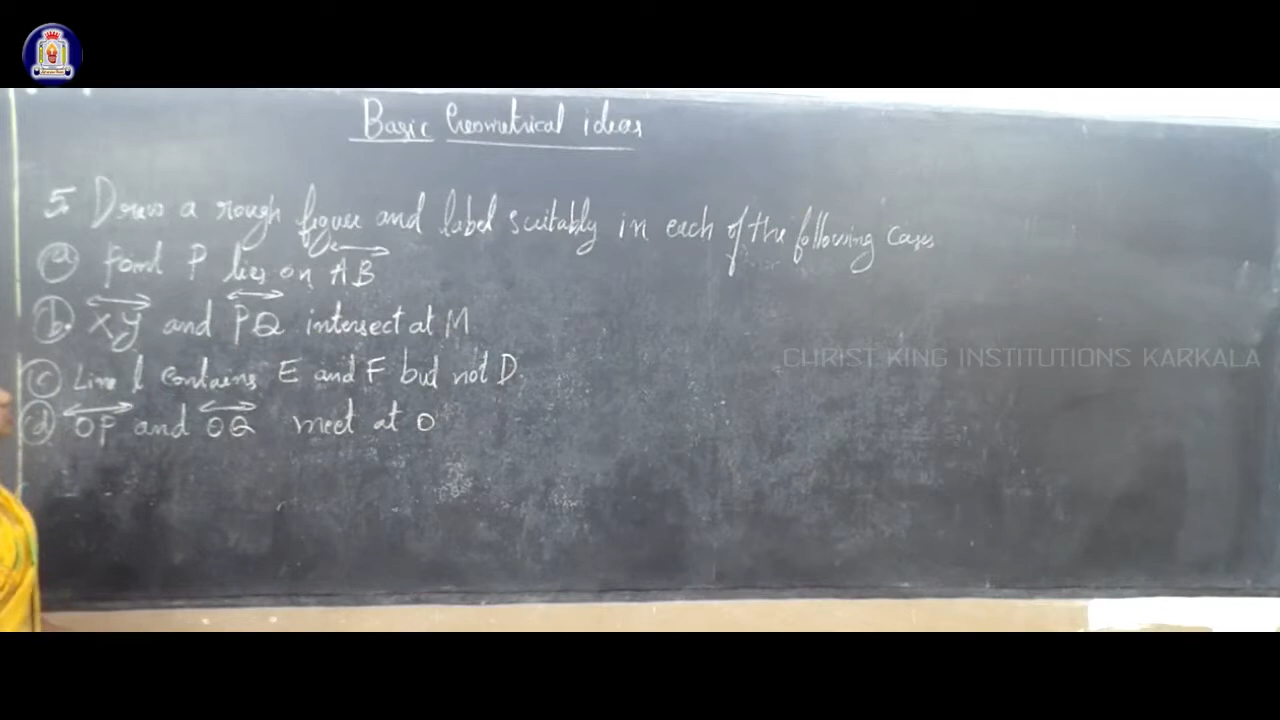 Basic Geometrical ideas
5. Draw a rough figure and label suitably in each of the following cases
(a) Point P lies on AB
(b). XY and PQ intersect at M
(c) Line l contains E and F but not D.
(d) OP and OQ meet at O
CHRIST KING INSTITUTIONS KARKALA